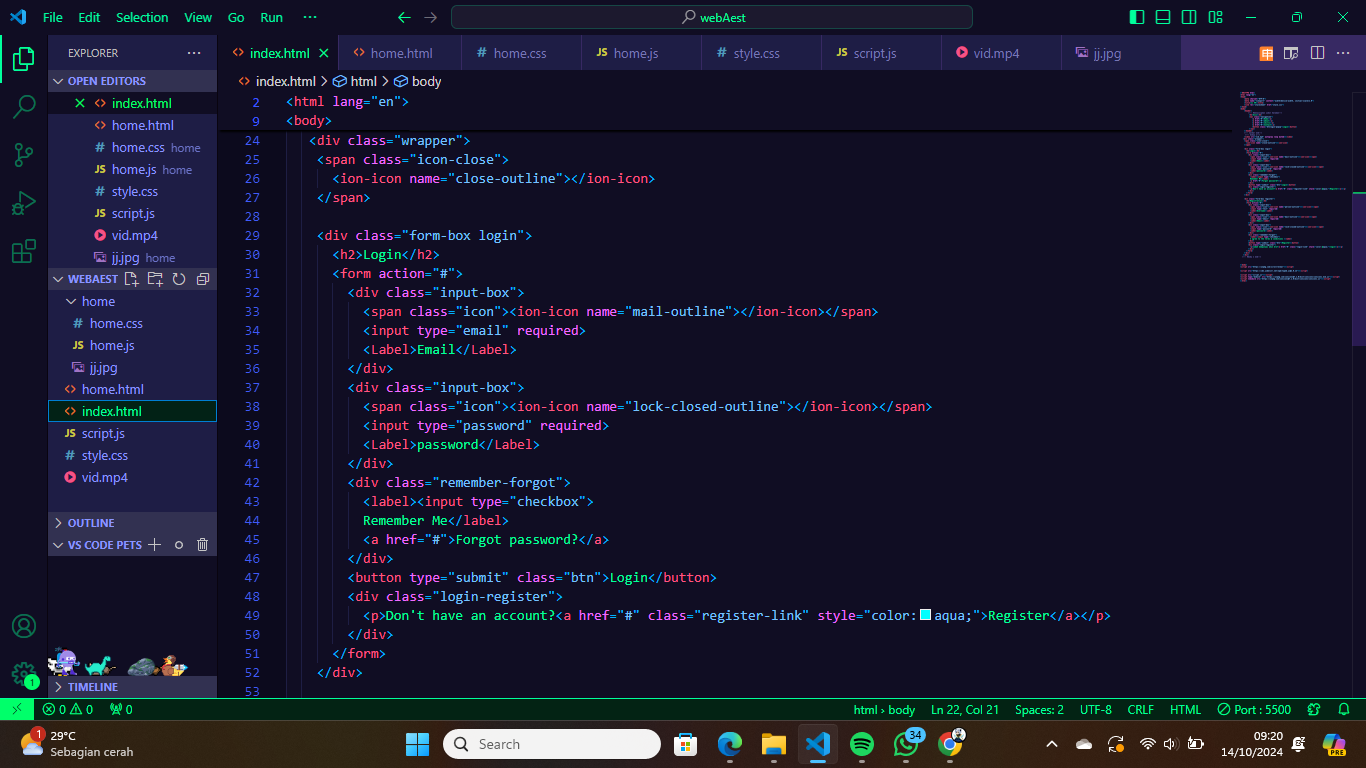 File Edit Selection View Go Run ··· webAest
EXPLORER ···
OPEN EDITORS
index.html
home.html
home.css home
home.js home
style.css
script.js
vid.mp4
jj.jpg home
WEBAEST
home
home.css
home.js
jj.jpg
home.html
index.html
script.js
style.css
vid.mp4
OUTLINE
VS CODE PETS
TIMELINE
index.html home.html home.css home.js style.css script.js vid.mp4 jj.jpg
index.html > html > body
2 <html lang="en">
9 <body>
24 <div class="wrapper">
25 <span class="icon-close">
26 <ion-icon name="close-outline"></ion-icon>
27 </span>
28
29 <div class="form-box login">
30 <h2>Login</h2>
31 <form action="#">
32 <div class="input-box">
33 <span class="icon"><ion-icon name="mail-outline"></ion-icon></span>
34 <input type="email" required>
35 <Label>Email</Label>
36 </div>
37 <div class="input-box">
38 <span class="icon"><ion-icon name="lock-closed-outline"></ion-icon></span>
39 <input type="password" required>
40 <Label>password</Label>
41 </div>
42 <div class="remember-forgot">
43 <label><input type="checkbox">
44 Remember Me</label>
45 <a href="#">Forgot password?</a>
46 </div>
47 <button type="submit" class="btn">Login</button>
48 <div class="login-register">
49 <p>Don't have an account?<a href="#" class="register-link" style="color:aqua;">Register</a></p>
50 </div>
51 </form>
52 </div>
53
1
0 0 0 html › body Ln 22, Col 21 Spaces: 2 UTF-8 CRLF HTML Port : 5500
1 29°C
Sebagian cerah
Search
34
09:20
14/10/2024
PRE